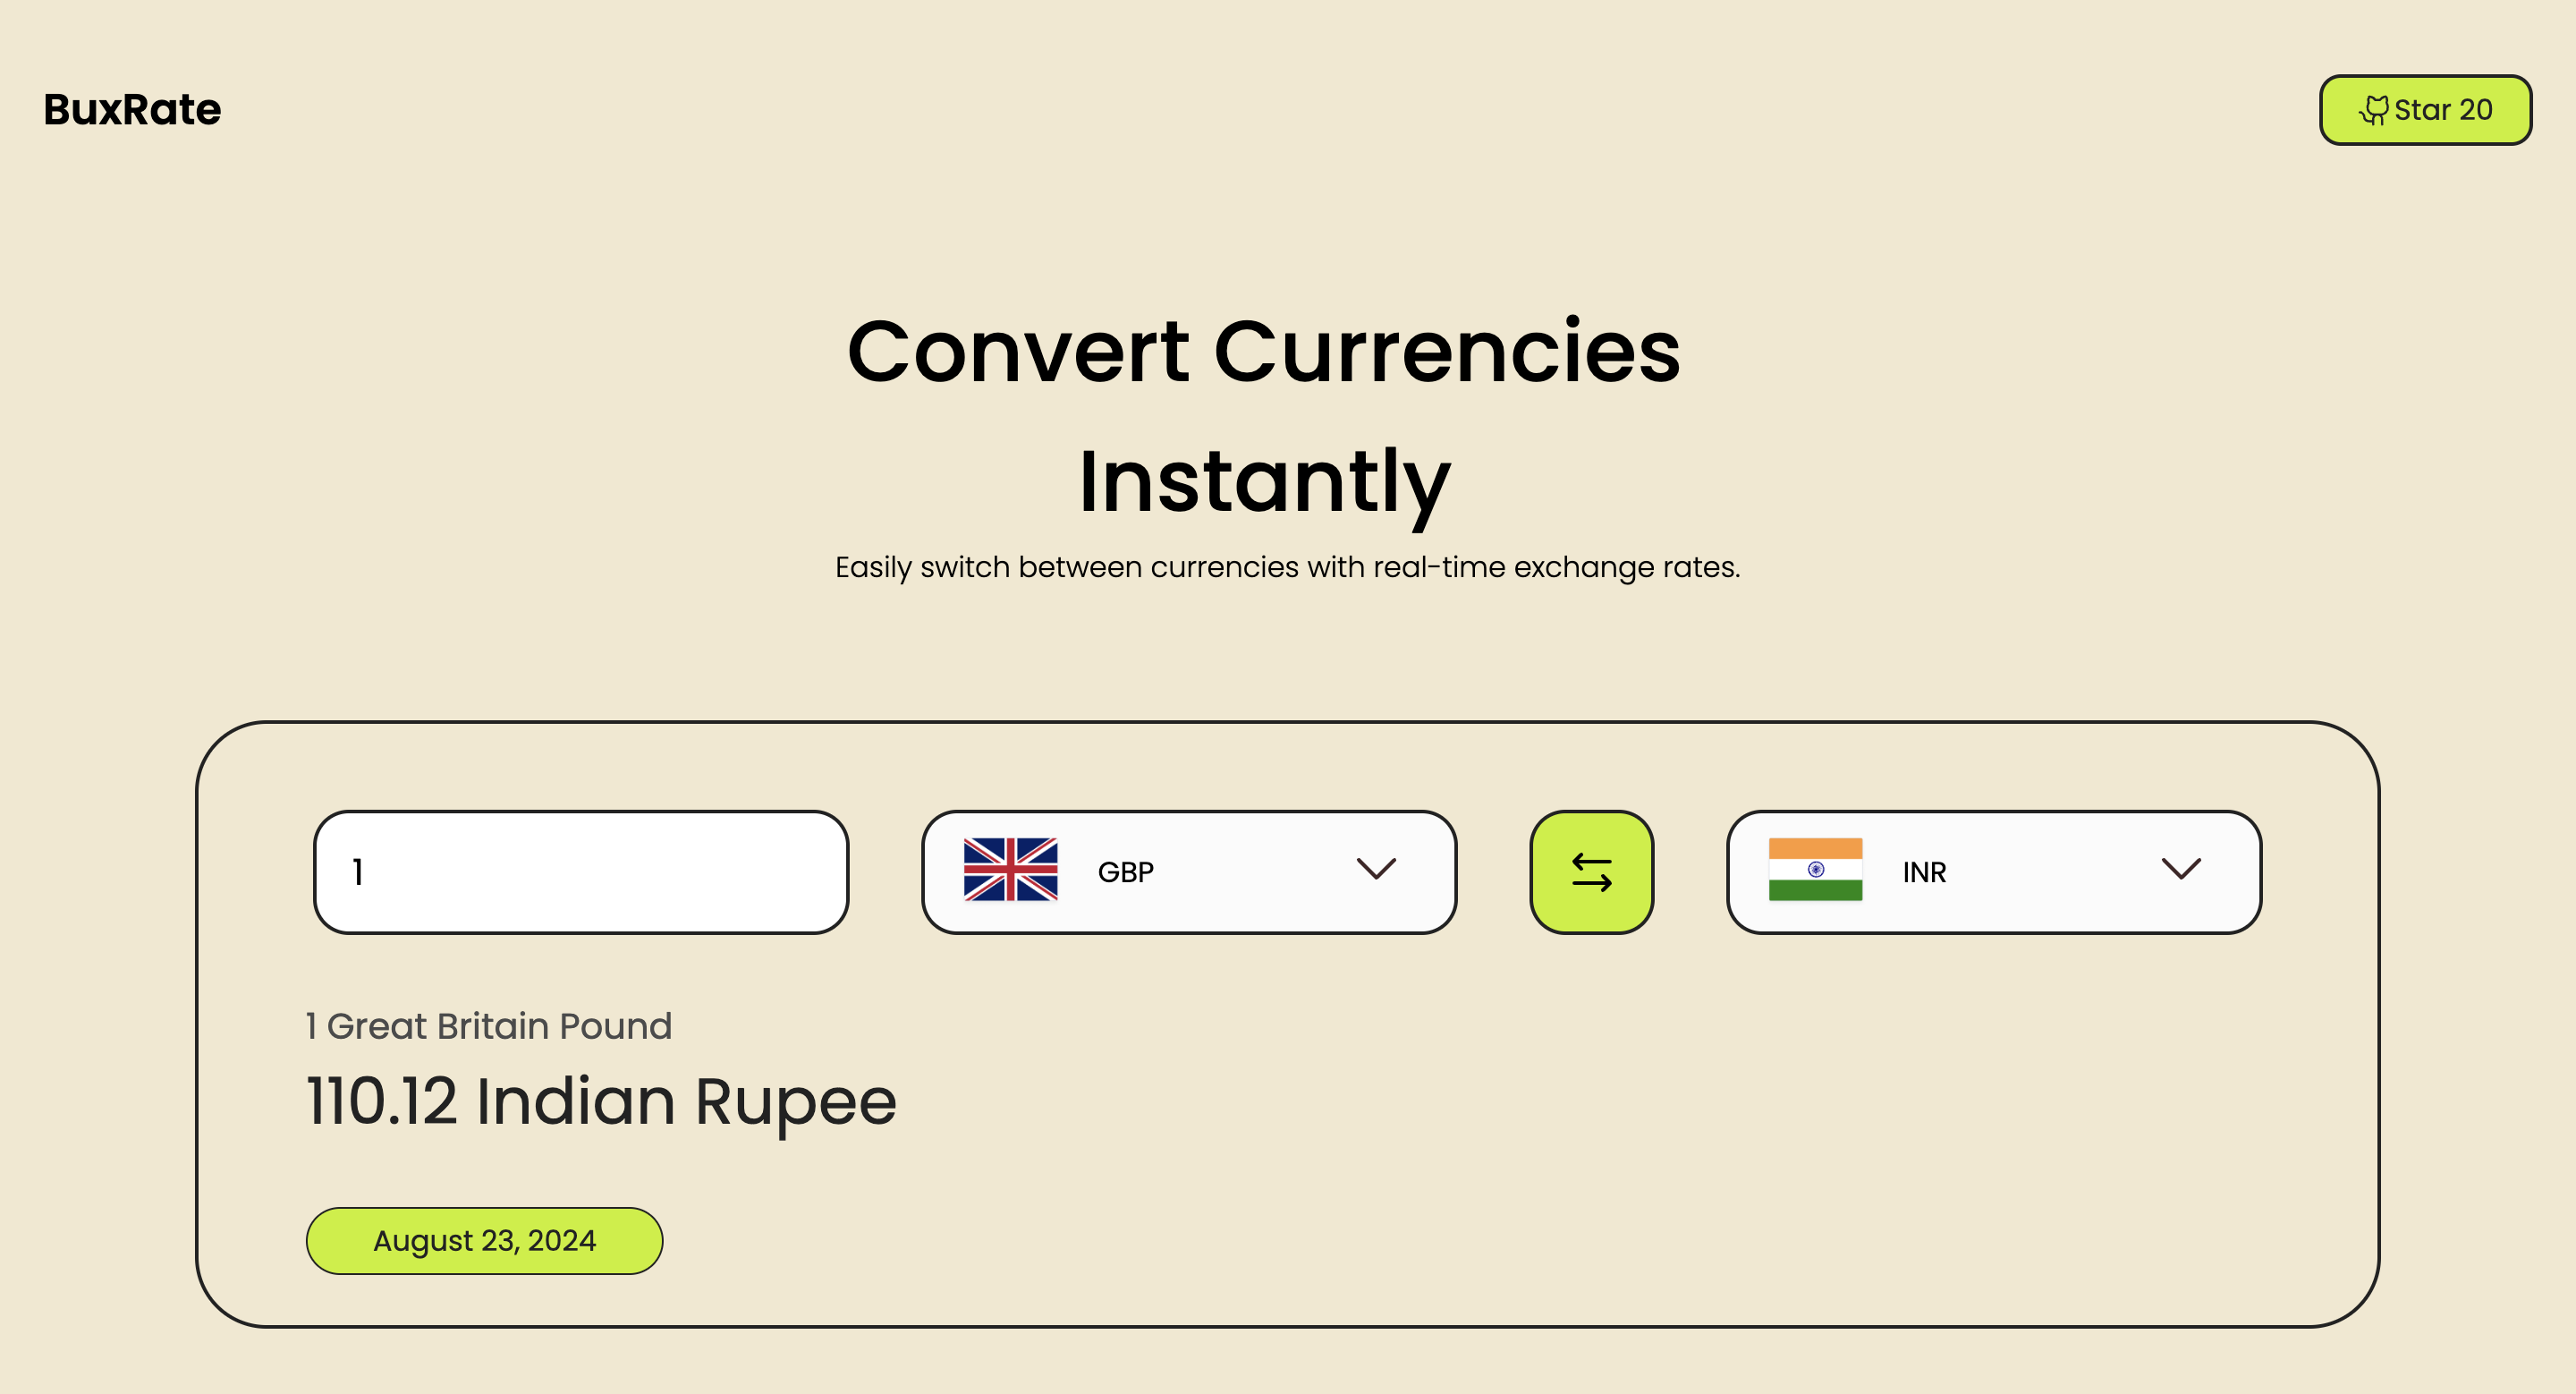 BuxRate
Star 20
Convert Currencies
Instantly
Easily switch between currencies with real-time exchange rates.
1
GBP
INR
1 Great Britain Pound
110.12 Indian Rupee
August 23, 2024